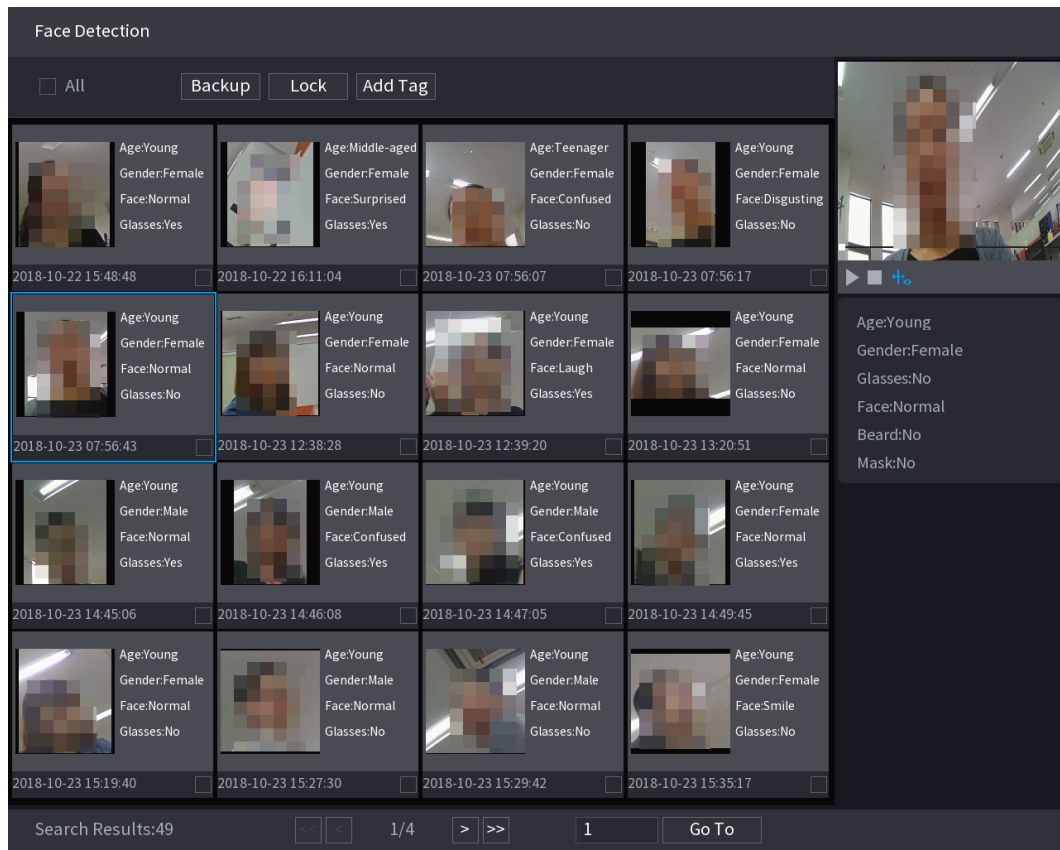 Face Detection
All
Backup
Lock
Add Tag
Age:Young
Gender:Female
Face:Normal
Glasses:Yes
2018-10-22 15:48:48
Age:Middle-aged
Gender:Female
Face:Surprised
Glasses:Yes
2018-10-22 16:11:04
Age:Teenager
Gender:Female
Face:Confused
Glasses:No
2018-10-23 07:56:07
Age:Young
Gender:Female
Face:Disgusting
Glasses:No
2018-10-23 07:56:17
Age:Young
Gender:Female
Face:Normal
Glasses:No
2018-10-23 07:56:43
Age:Young
Gender:Female
Face:Normal
Glasses:No
2018-10-23 12:38:28
Age:Young
Gender:Female
Face:Laugh
Glasses:Yes
2018-10-23 12:39:20
Age:Young
Gender:Female
Face:Normal
Glasses:No
2018-10-23 13:20:51
Age:Young
Gender:Male
Face:Normal
Glasses:Yes
2018-10-23 14:45:06
Age:Young
Gender:Male
Face:Confused
Glasses:Yes
2018-10-23 14:46:08
Age:Young
Gender:Male
Face:Confused
Glasses:Yes
2018-10-23 14:47:05
Age:Young
Gender:Female
Face:Normal
Glasses:Yes
2018-10-23 14:49:45
Age:Young
Gender:Female
Face:Normal
Glasses:No
2018-10-23 15:19:40
Age:Young
Gender:Male
Face:Normal
Glasses:No
2018-10-23 15:27:30
Age:Young
Gender:Male
Face:Normal
Glasses:No
2018-10-23 15:29:42
Age:Young
Gender:Female
Face:Smile
Glasses:No
2018-10-23 15:35:17
Age:Young
Gender:Female
Glasses:No
Face:Normal
Beard:No
Mask:No
Search Results:49
<< < 1/4 > >> 1 Go To